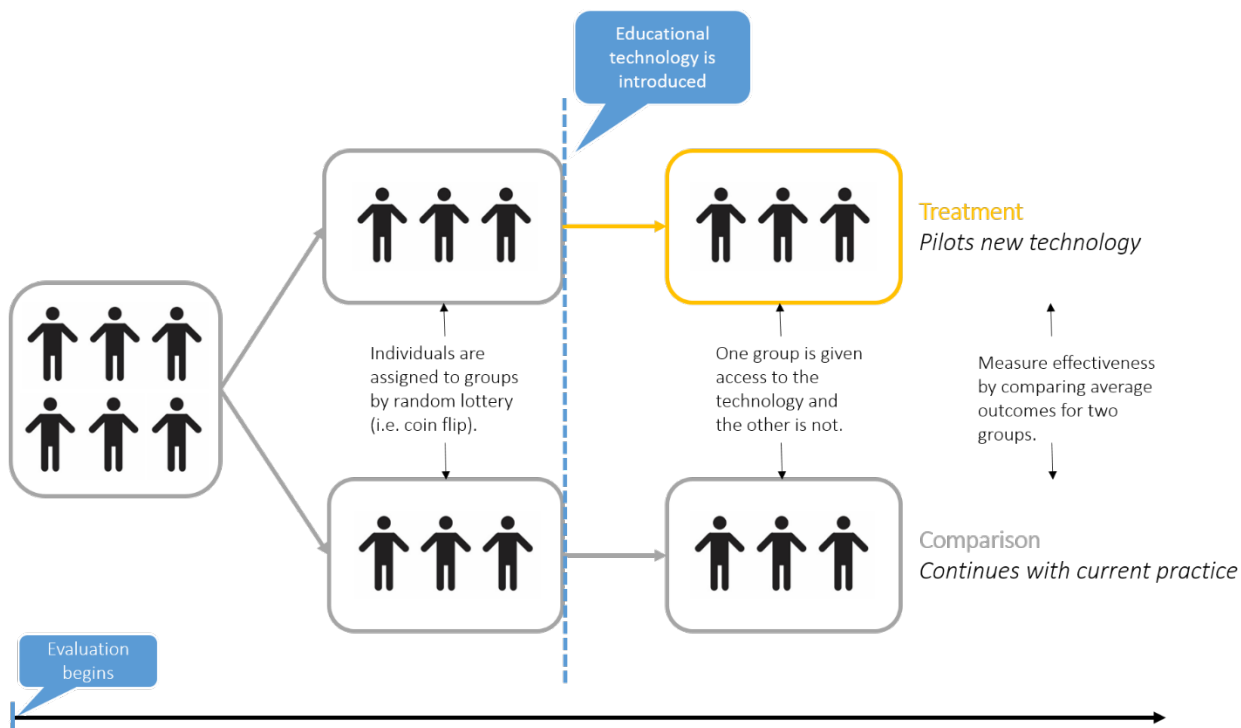 Educational
technology is
introduced
Treatment
Pilots new technology
Individuals are
assigned to groups
by random lottery
(i.e. coin flip).
One group is given
access to the
technology and
the other is not.
Measure effectiveness
by comparing average
outcomes for two
groups.
Comparison
Continues with current practice
Evaluation
begins